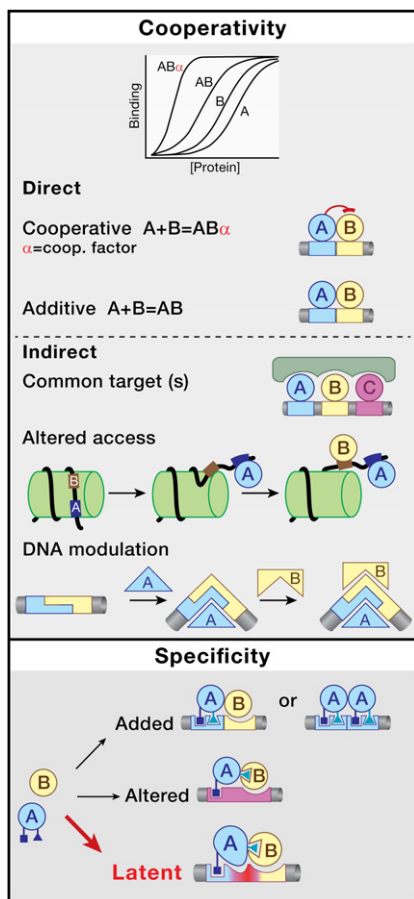 Cooperativity
ABα
AB
B
A
Binding
[Protein]
Direct
Cooperative A+B=ABα
α=coop. factor
A B
Additive A+B=AB
A B
Indirect
Common target (s)
A B C
Altered access
B
A
A
B
A
DNA modulation
A
A
B
B
A
Specificity
Added
A B
or
A A
B
A
Altered
A B
Latent
A B